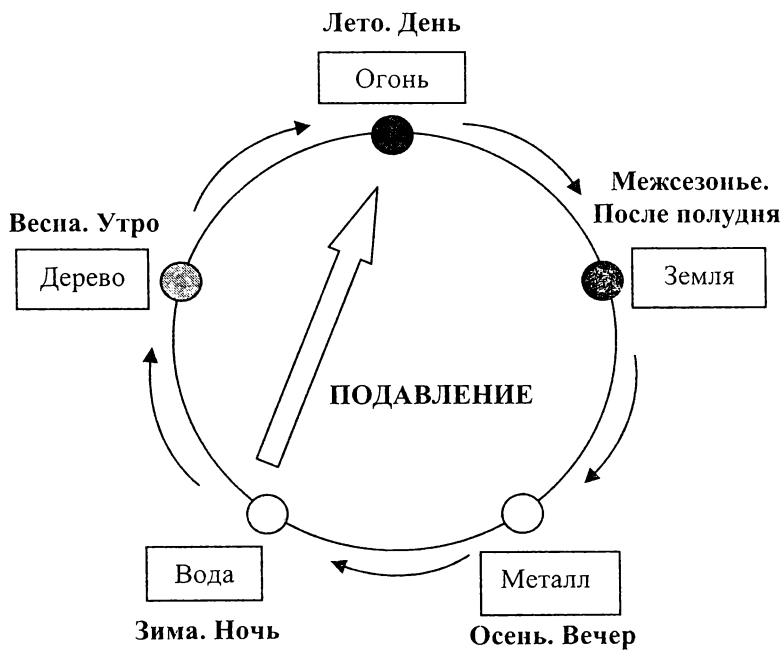 Лето. День
Огонь
Межсезонье.
После полудня
Весна. Утро
Дерево
Земля
ПОДАВЛЕНИЕ
Вода
Металл
Зима. Ночь
Осень. Вечер